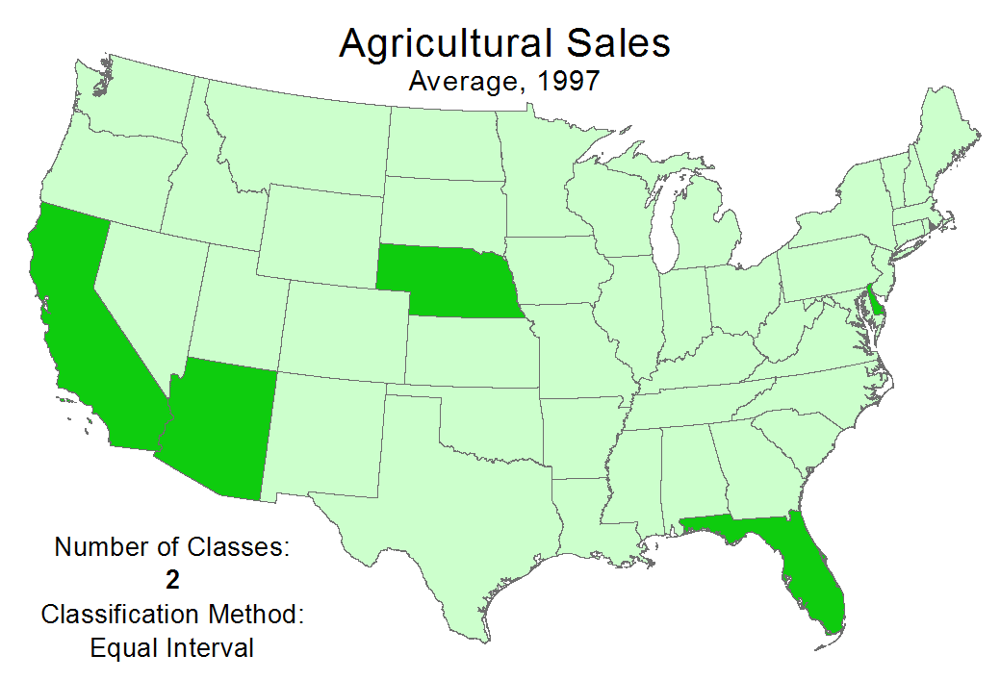 Agricultural Sales
Average, 1997
Number of Classes:
2
Classification Method:
Equal Interval